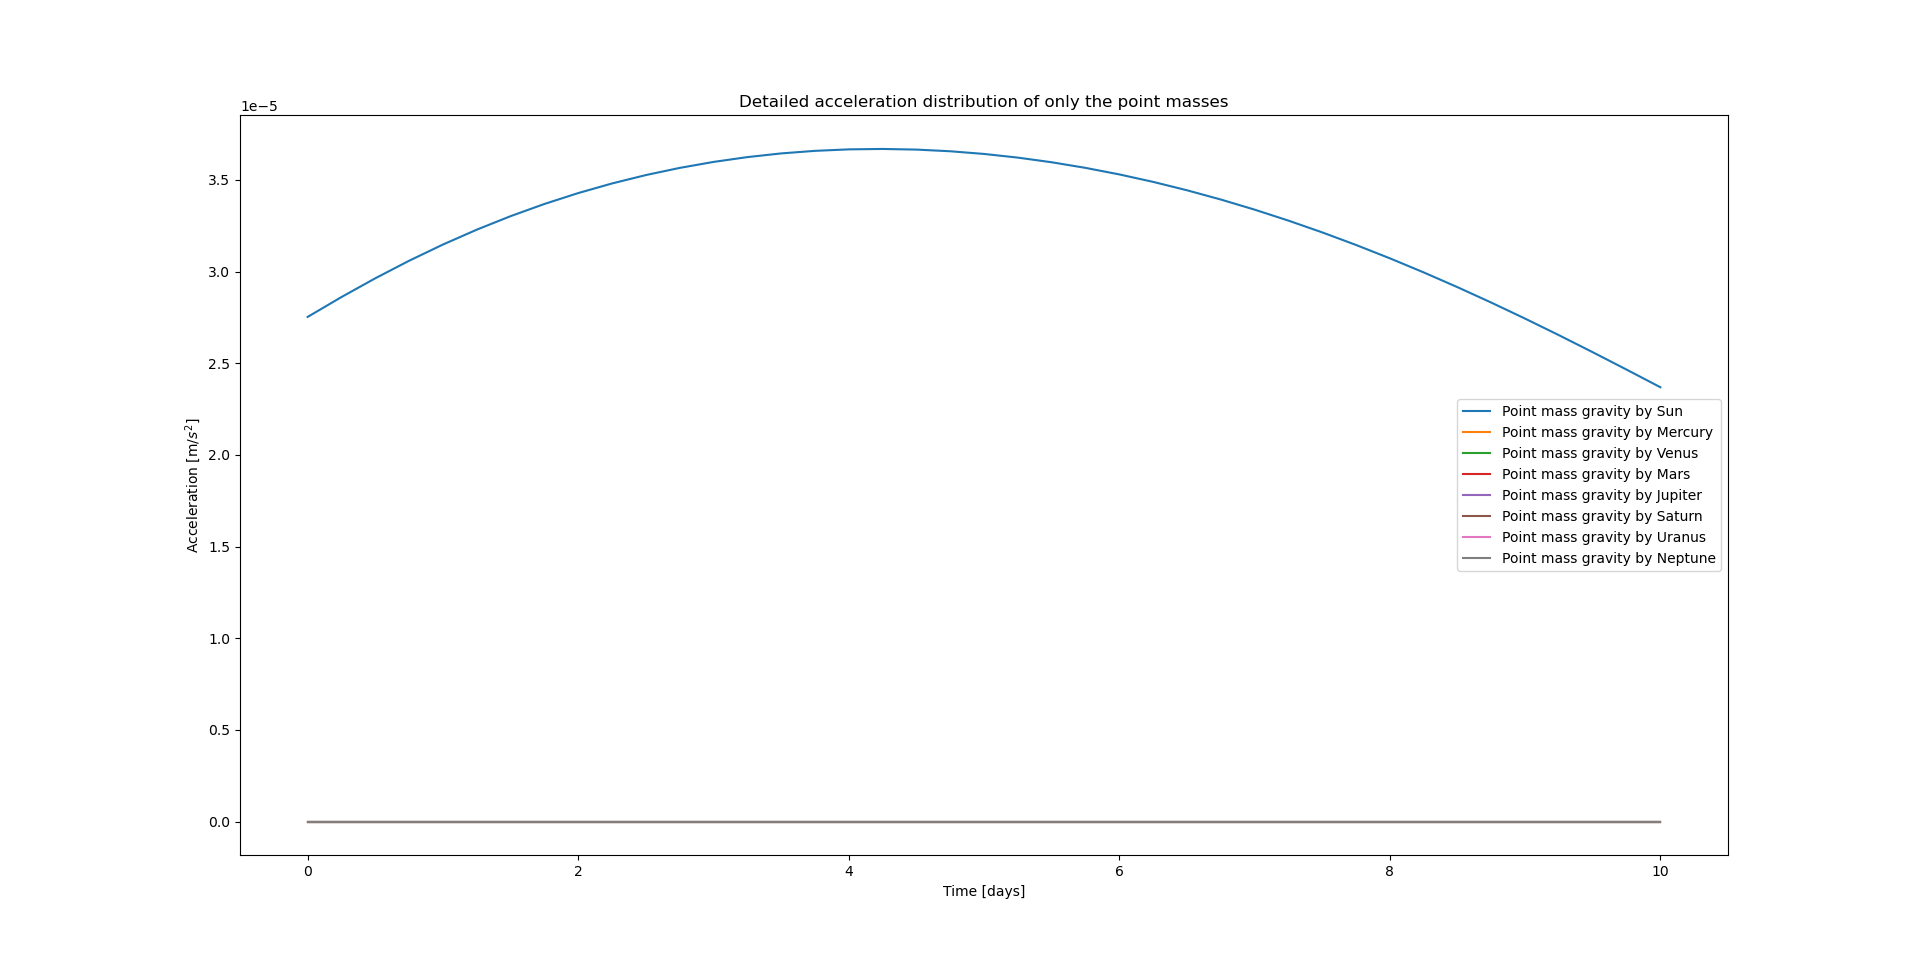 Detailed acceleration distribution of only the point masses
1e−5
3.5
3.0
2.5
2.0
1.5
1.0
0.5
0.0
Acceleration [m/s²]
Point mass gravity by Sun
Point mass gravity by Mercury
Point mass gravity by Venus
Point mass gravity by Mars
Point mass gravity by Jupiter
Point mass gravity by Saturn
Point mass gravity by Uranus
Point mass gravity by Neptune
0 2 4 6 8 10
Time [days]